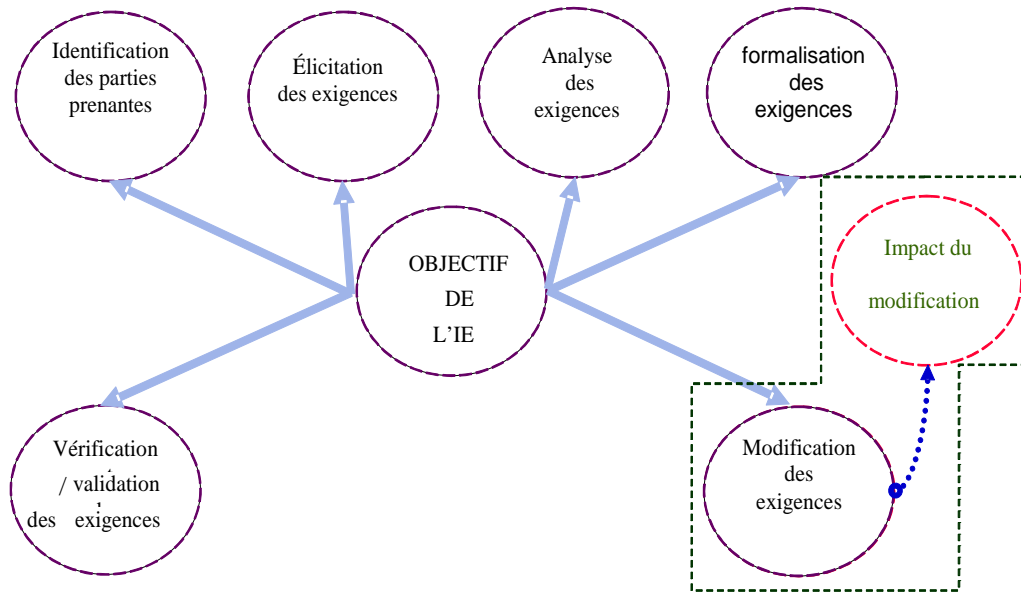 Identification
des parties
prenantes
Élicitation
des exigences
Analyse
des
exigences
formalisation
des
exigences
OBJECTIF
DE
L'IE
Impact du
modification
Vérification
/ validation
des exigences
Modification
des
exigences